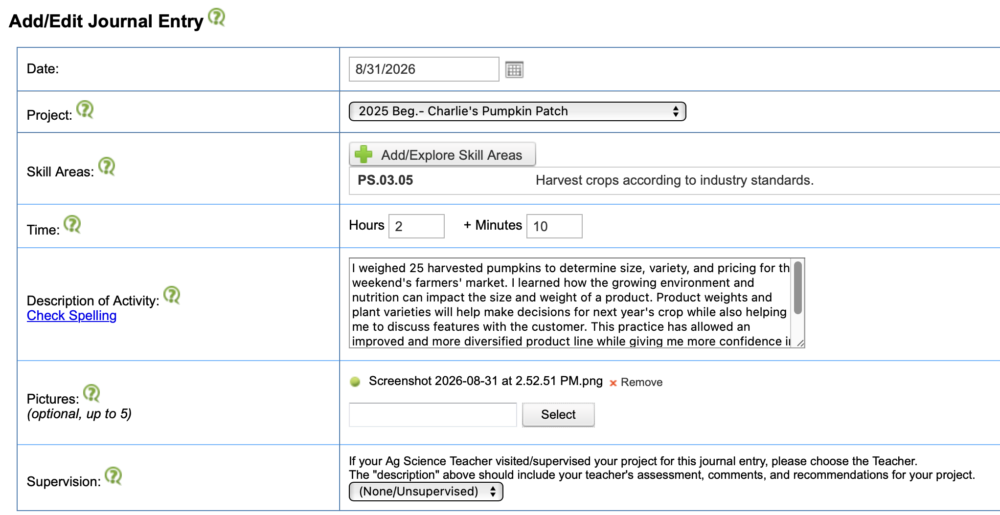 Add/Edit Journal Entry
Date:
8/31/2026
Project:
2025 Beg.- Charlie's Pumpkin Patch
Skill Areas:
Add/Explore Skill Areas
PS.03.05 Harvest crops according to industry standards.
Time:
Hours 2 + Minutes 10
Description of Activity:
Check Spelling
I weighed 25 harvested pumpkins to determine size, variety, and pricing for th
weekend's farmers' market. I learned how the growing environment and
nutrition can impact the size and weight of a product. Product weights and
plant varieties will help make decisions for next year's crop while also helping
me to discuss features with the customer. This practice has allowed an
improved and more diversified product line while giving me more confidence
Pictures:
(optional, up to 5)
Screenshot 2026-08-31 at 2.52.51 PM.png Remove
Select
Supervision:
If your Ag Science Teacher visited/supervised your project for this journal entry, please choose the Teacher.
The "description" above should include your teacher's assessment, comments, and recommendations for your project.
(None/Unsupervised)